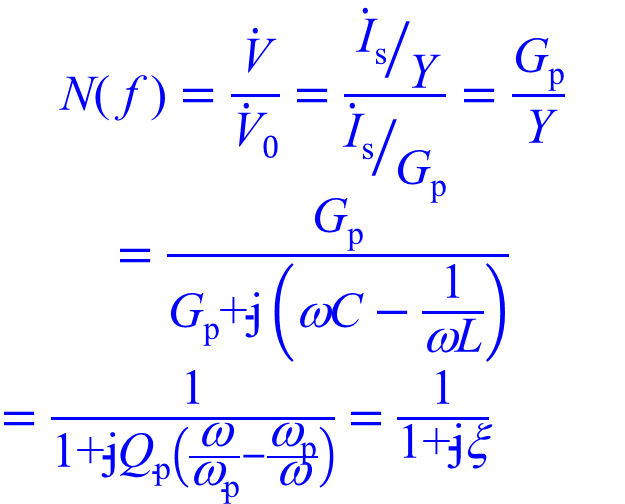 N(f) = V̇/V̇₀ = (İₛ/Y)/(İₛ/Gₚ) = Gₚ/Y
= Gₚ/(Gₚ+j(ωC − 1/(ωL)))
= 1/(1+jQₚ(ω/ωₚ − ωₚ/ω)) = 1/(1+jξ)